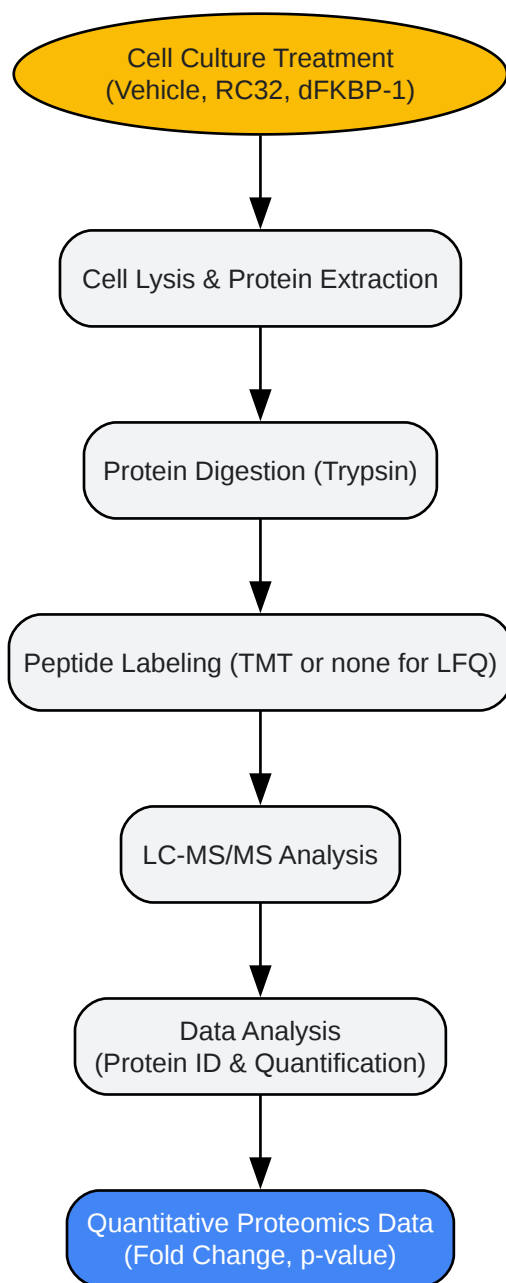 Cell Culture Treatment
(Vehicle, RC32, dFKBP-1)
Cell Lysis & Protein Extraction
Protein Digestion (Trypsin)
Peptide Labeling (TMT or none for LFQ)
LC-MS/MS Analysis
Data Analysis
(Protein ID & Quantification)
Quantitative Proteomics Data
(Fold Change, p-value)